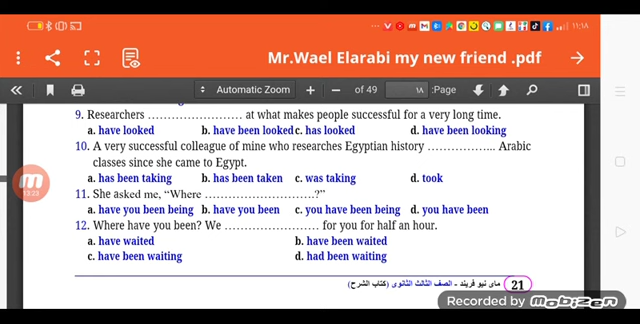 ١١:١٨
Mr.Wael Elarabi my new friend .pdf
Automatic Zoom
of 49
١٨
:Page
9. Researchers …………………… at what makes people successful for a very long time.
a. have looked b. have been looked c. has looked d. have been looking
10. A very successful colleague of mine who researches Egyptian history …………….. Arabic
classes since she came to Egypt.
a. has been taking b. has been taken c. was taking d. took
11. She asked me, “Where ……………………….?”
a. have you been being b. have you been c. you have been being d. you have been
12. Where have you been? We …………………… for you for half an hour.
a. have waited b. have been waited
c. have been waiting d. had been waiting
21 ماى نيو فريند - الصف الثالث الثانوى (كتاب الشرح)
Recorded by Mobizen